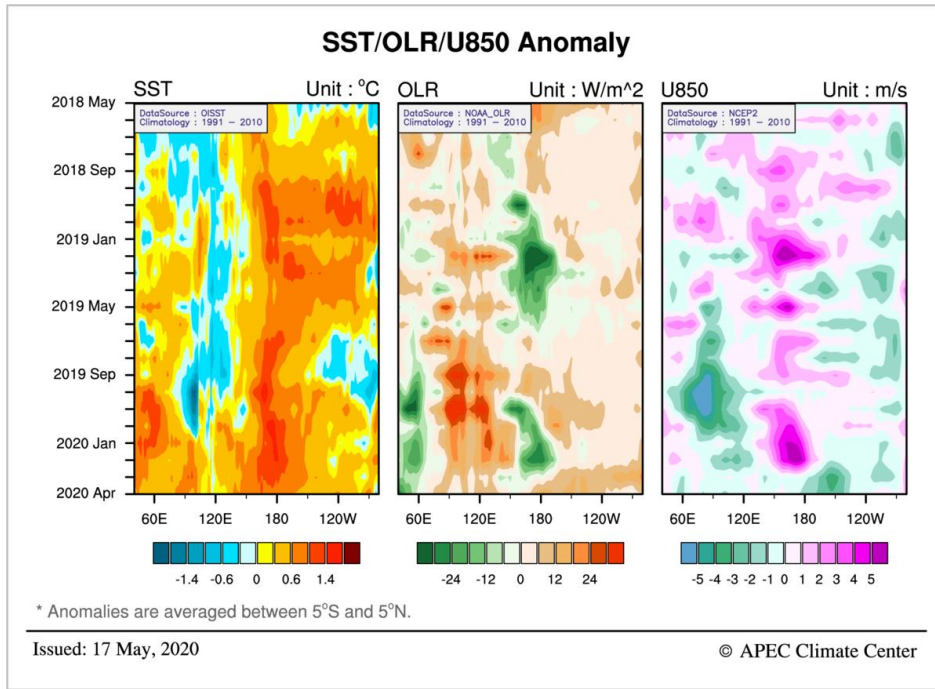 SST/OLR/U850 Anomaly
SST Unit : °C
OLR Unit : W/m^2
U850 Unit : m/s
DataSource : OISST
Climatology : 1991 – 2010
DataSource : NOAA_OLR
Climatology : 1991 – 2010
DataSource : NCEP2
Climatology : 1991 – 2010
2018 May
2018 Sep
2019 Jan
2019 May
2019 Sep
2020 Jan
2020 Apr
60E 120E 180 120W
60E 120E 180 120W
60E 120E 180 120W
-1.4 -0.6 0 0.6 1.4
-24 -12 0 12 24
-5 -4 -3 -2 -1 0 1 2 3 4 5
* Anomalies are averaged between 5°S and 5°N.
Issued: 17 May, 2020
© APEC Climate Center